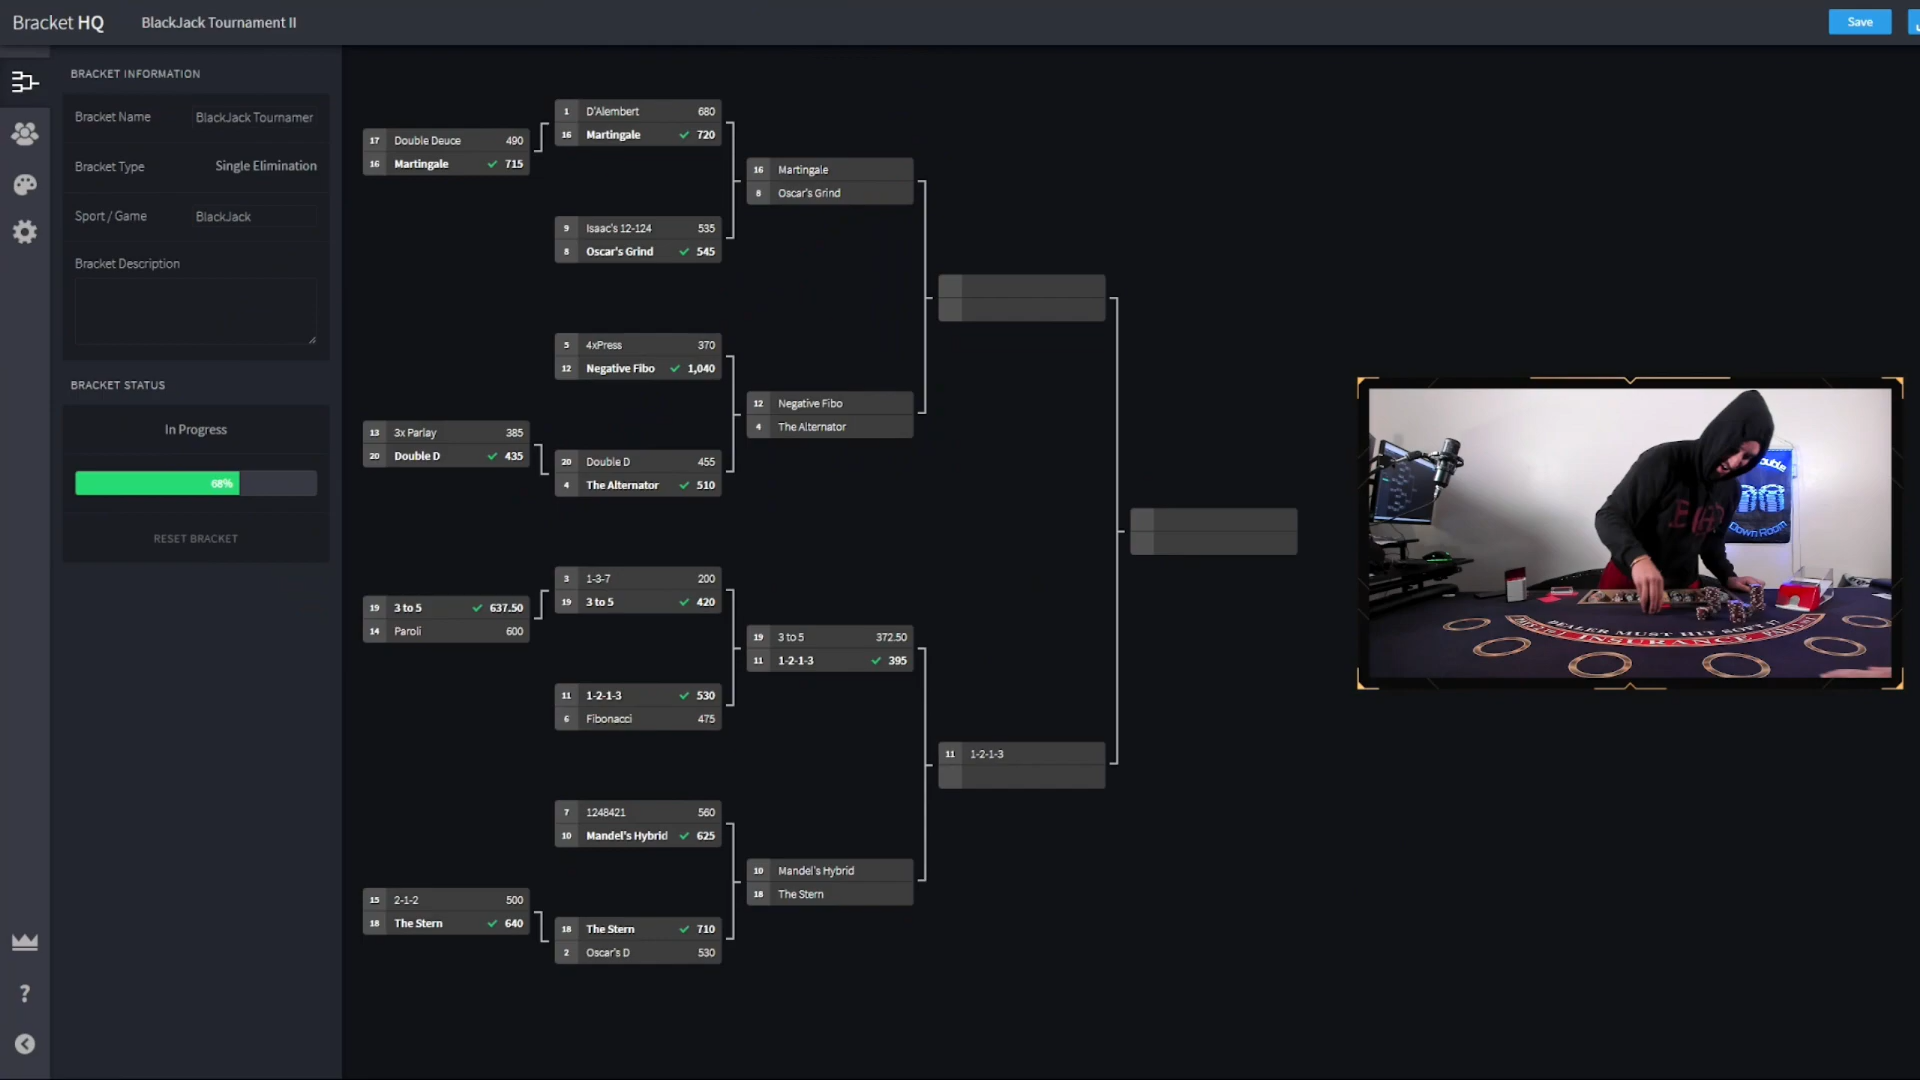 Bracket HQ
BlackJack Tournament II
Save
BRACKET INFORMATION
Bracket Name
BlackJack Tournamer
Bracket Type
Single Elimination
Sport / Game
BlackJack
Bracket Description
BRACKET STATUS
In Progress
68%
RESET BRACKET
?
17 Double Deuce 490
16 Martingale 715
13 3x Parlay 385
20 Double D 435
19 3 to 5 637.50
14 Paroli 600
15 2-1-2 500
18 The Stern 640
1 D'Alembert 680
16 Martingale 720
9 Isaac's 12-124 535
8 Oscar's Grind 545
5 4xPress 370
12 Negative Fibo 1,040
20 Double D 455
4 The Alternator 510
3 1-3-7 200
19 3 to 5 420
11 1-2-1-3 530
6 Fibonacci 475
7 1248421 560
10 Mandel's Hybrid 625
18 The Stern 710
2 Oscar's D 530
16 Martingale
8 Oscar's Grind
12 Negative Fibo
4 The Alternator
19 3 to 5 372.50
11 1-2-1-3 395
10 Mandel's Hybrid
18 The Stern
11 1-2-1-3
Down Room
DEALER MUST HIT SOFT 17
INSURANCE